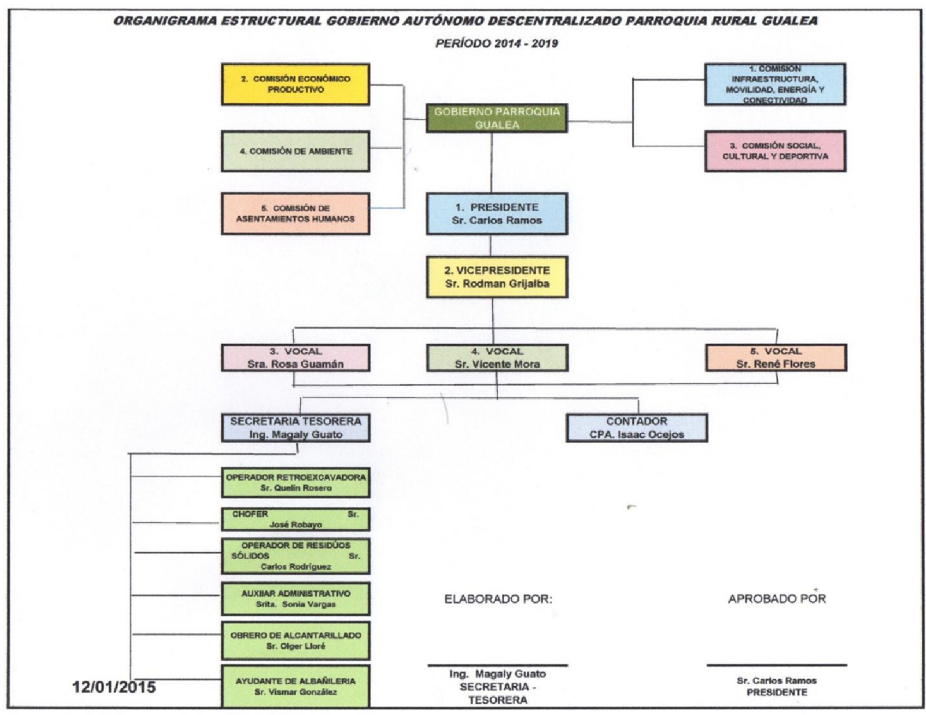 ORGANIGRAMA ESTRUCTURAL GOBIERNO AUTÓNOMO DESCENTRALIZADO PARROQUIA RURAL GUALEA
PERÍODO 2014 - 2019
2. COMISIÓN ECONÓMICO
PRODUCTIVO
1. COMISIÓN
INFRAESTRUCTURA,
MOVILIDAD, ENERGÍA Y
CONECTIVIDAD
GOBIERNO PARROQUIA
GUALEA
4. COMISIÓN DE AMBIENTE
3. COMISIÓN SOCIAL,
CULTURAL Y DEPORTIVA
5. COMISIÓN DE
ASENTAMIENTOS HUMANOS
1. PRESIDENTE
Sr. Carlos Ramos
2. VICEPRESIDENTE
Sr. Rodman Grijalba
3. VOCAL
Sra. Rosa Guamán
4. VOCAL
Sr. Vicente Mora
5. VOCAL
Sr. René Flores
SECRETARIA TESORERA
Ing. Magaly Guato
CONTADOR
CPA. Isaac Ocejos
OPERADOR RETROEXCAVADORA
Sr. Quelin Rosero
CHOFER Sr.
José Robayo
OPERADOR DE RESIDÚOS
SÓLIDOS Sr.
Carlos Rodríguez
AUXIIAR ADMINISTRATIVO
Srita. Sonia Vargas
OBRERO DE ALCANTARILLADO
Sr. Olger Lloré
AYUDANTE DE ALBAÑILERIA
Sr. Vismar González
ELABORADO POR:
APROBADO POR
Ing. Magaly Guato
SECRETARIA -
TESORERA
Sr. Carlos Ramos
PRESIDENTE
12/01/2015